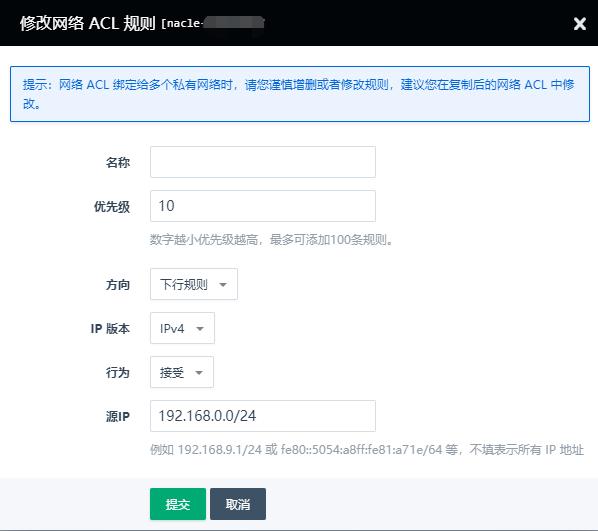 修改网络 ACL 规则 [nacle-
提示：网络 ACL 绑定给多个私有网络时，请您谨慎增删或者修改规则，建议您在复制后的网络 ACL 中修
改。
名称
优先级 10
数字越小优先级越高，最多可添加100条规则。
方向 下行规则
IP 版本 IPv4
行为 接受
源IP 192.168.0.0/24
例如 192.168.9.1/24 或 fe80::5054:a8ff:fe81:a71e/64 等，不填表示所有 IP 地址
提交 取消